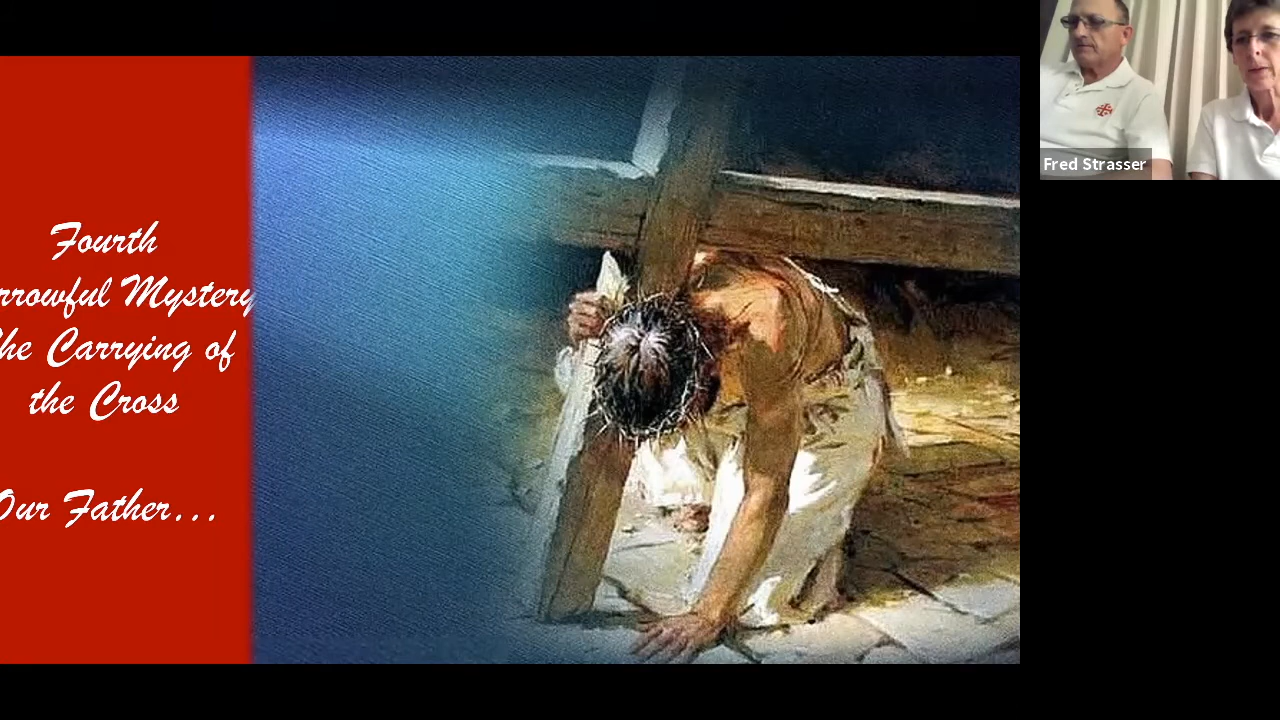 Fourth
rrowful Mystery
he Carrying of
the Cross
Our Father...
Fred Strasser